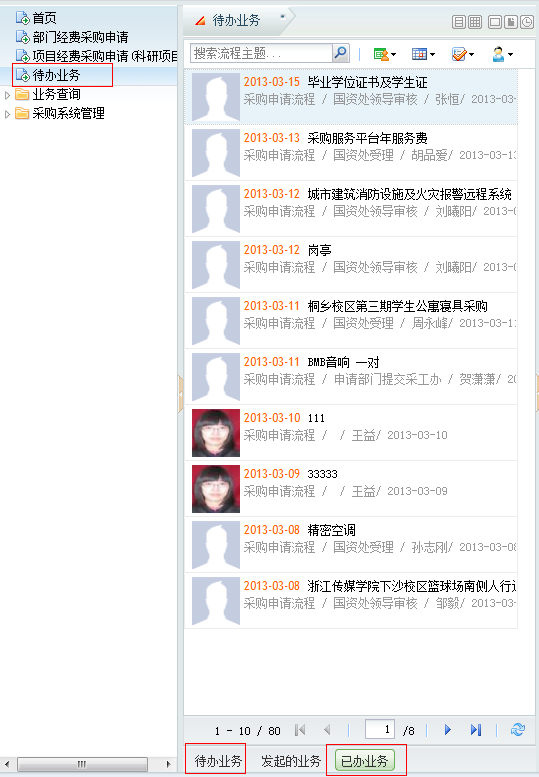 首页
部门经费采购申请
项目经费采购申请(科研项目
待办业务
业务查询
采购系统管理
待办业务
搜索流程主题...
2013-03-15 毕业学位证书及学生证
采购申请流程 / 国资处领导审核 / 张恒/ 2013-03-
2013-03-13 采购服务平台年服务费
采购申请流程 / 国资处受理 / 胡品爱/ 2013-03-13
2013-03-12 城市建筑消防设施及火灾报警远程系统
采购申请流程 / 国资处领导审核 / 刘曦阳/ 2013-0
2013-03-12 岗亭
采购申请流程 / 国资处领导审核 / 刘曦阳/ 2013-0
2013-03-11 桐乡校区第三期学生公寓寝具采购
采购申请流程 / 国资处受理 / 周永峰/ 2013-03-11
2013-03-11 BMB音响 一对
采购申请流程 / 申请部门提交采工办 / 贺潇潇/ 20
2013-03-10 111
采购申请流程 / / 王益/ 2013-03-10
2013-03-09 33333
采购申请流程 / / 王益/ 2013-03-09
2013-03-08 精密空调
采购申请流程 / 国资处受理 / 孙志刚/ 2013-03-08
2013-03-08 浙江传媒学院下沙校区篮球场南侧人行道
采购申请流程 / 国资处领导审核 / 邹毅/ 2013-03-
1 - 10 / 80 1 /8
待办业务 发起的业务 已办业务